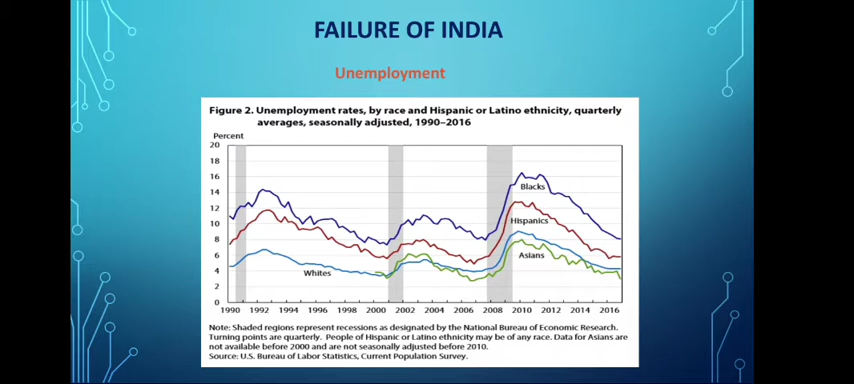 FAILURE OF INDIA
Unemployment
Figure 2. Unemployment rates, by race and Hispanic or Latino ethnicity, quarterly
averages, seasonally adjusted, 1990–2016
Percent
20
18
16
14
12
10
8
6
4
2
0
Blacks
Hispanics
Asians
Whites
1990 1992 1994 1996 1998 2000 2002 2004 2006 2008 2010 2012 2014 2016
Note: Shaded regions represent recessions as designated by the National Bureau of Economic Research.
Turning points are quarterly. People of Hispanic or Latino ethnicity may be of any race. Data for Asians are
not available before 2000 and are not seasonally adjusted before 2010.
Source: U.S. Bureau of Labor Statistics, Current Population Survey.